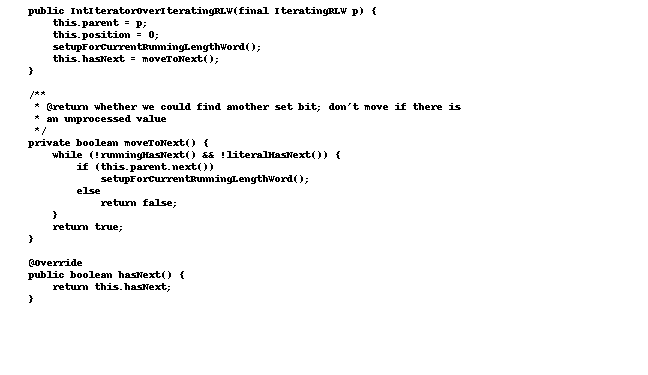 public IntIteratorOverIteratingRLW(final IteratingRLW p) {
this.parent = p;
this.position = 0;
setupForCurrentRunningLengthWord();
this.hasNext = moveToNext();
}
/**
* @return whether we could find another set bit; don't move if there is
* an unprocessed value
*/
private boolean moveToNext() {
while (!runningHasNext() && !literalHasNext()) {
if (this.parent.next())
setupForCurrentRunningLengthWord();
else
return false;
}
return true;
}
@Override
public boolean hasNext() {
return this.hasNext;
}